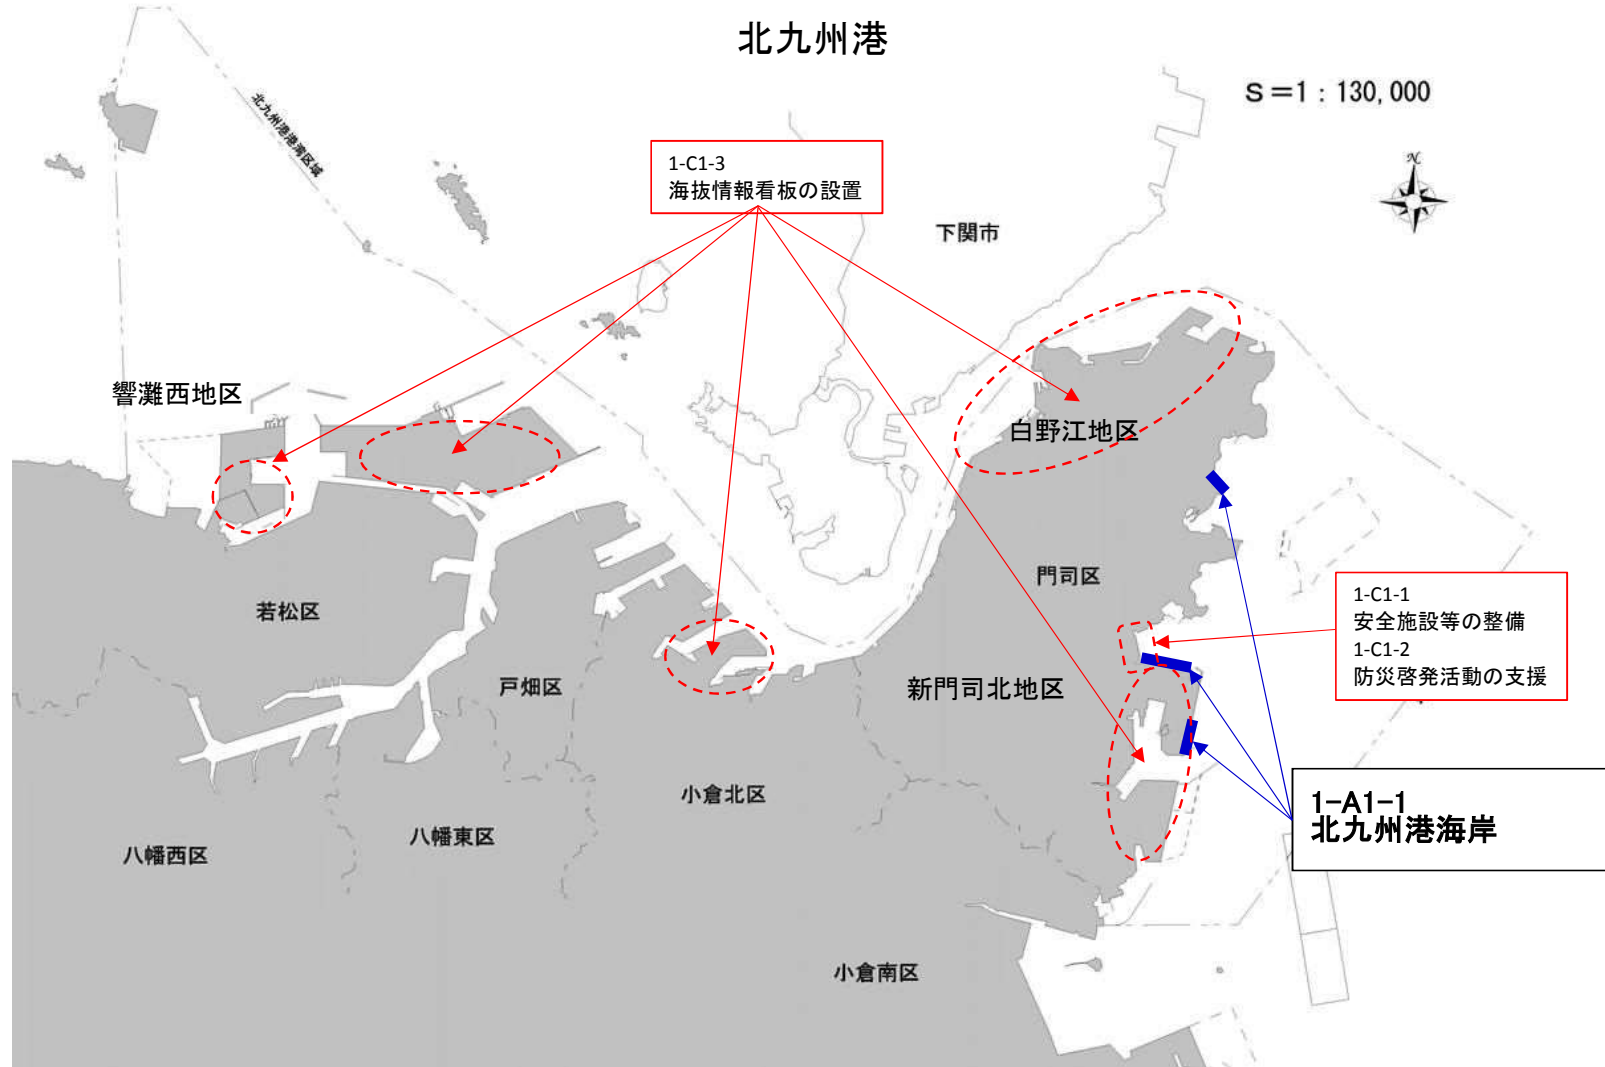 北九州港
S=1：130,000
北九州港港湾区域
N
1-C1-3
海抜情報看板の設置
下関市
響灘西地区
白野江地区
門司区
1-C1-1
安全施設等の整備
1-C1-2
防災啓発活動の支援
若松区
戸畑区
新門司北地区
小倉北区
1-A1-1
北九州港海岸
八幡東区
八幡西区
小倉南区